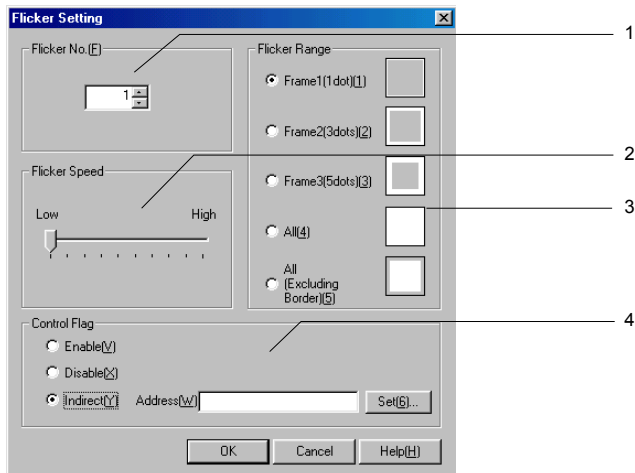 Flicker Setting
Flicker No.(F)
1
Flicker Range
Frame1(1dot)(1)
Frame2(3dots)(2)
Frame3(5dots)(3)
All(4)
All
(Excluding
Border)(5)
Flicker Speed
Low High
Control Flag
Enable(V)
Disable(X)
Indirect(Y) Address(W) Set(6)...
OK Cancel Help(H)
1
2
3
4